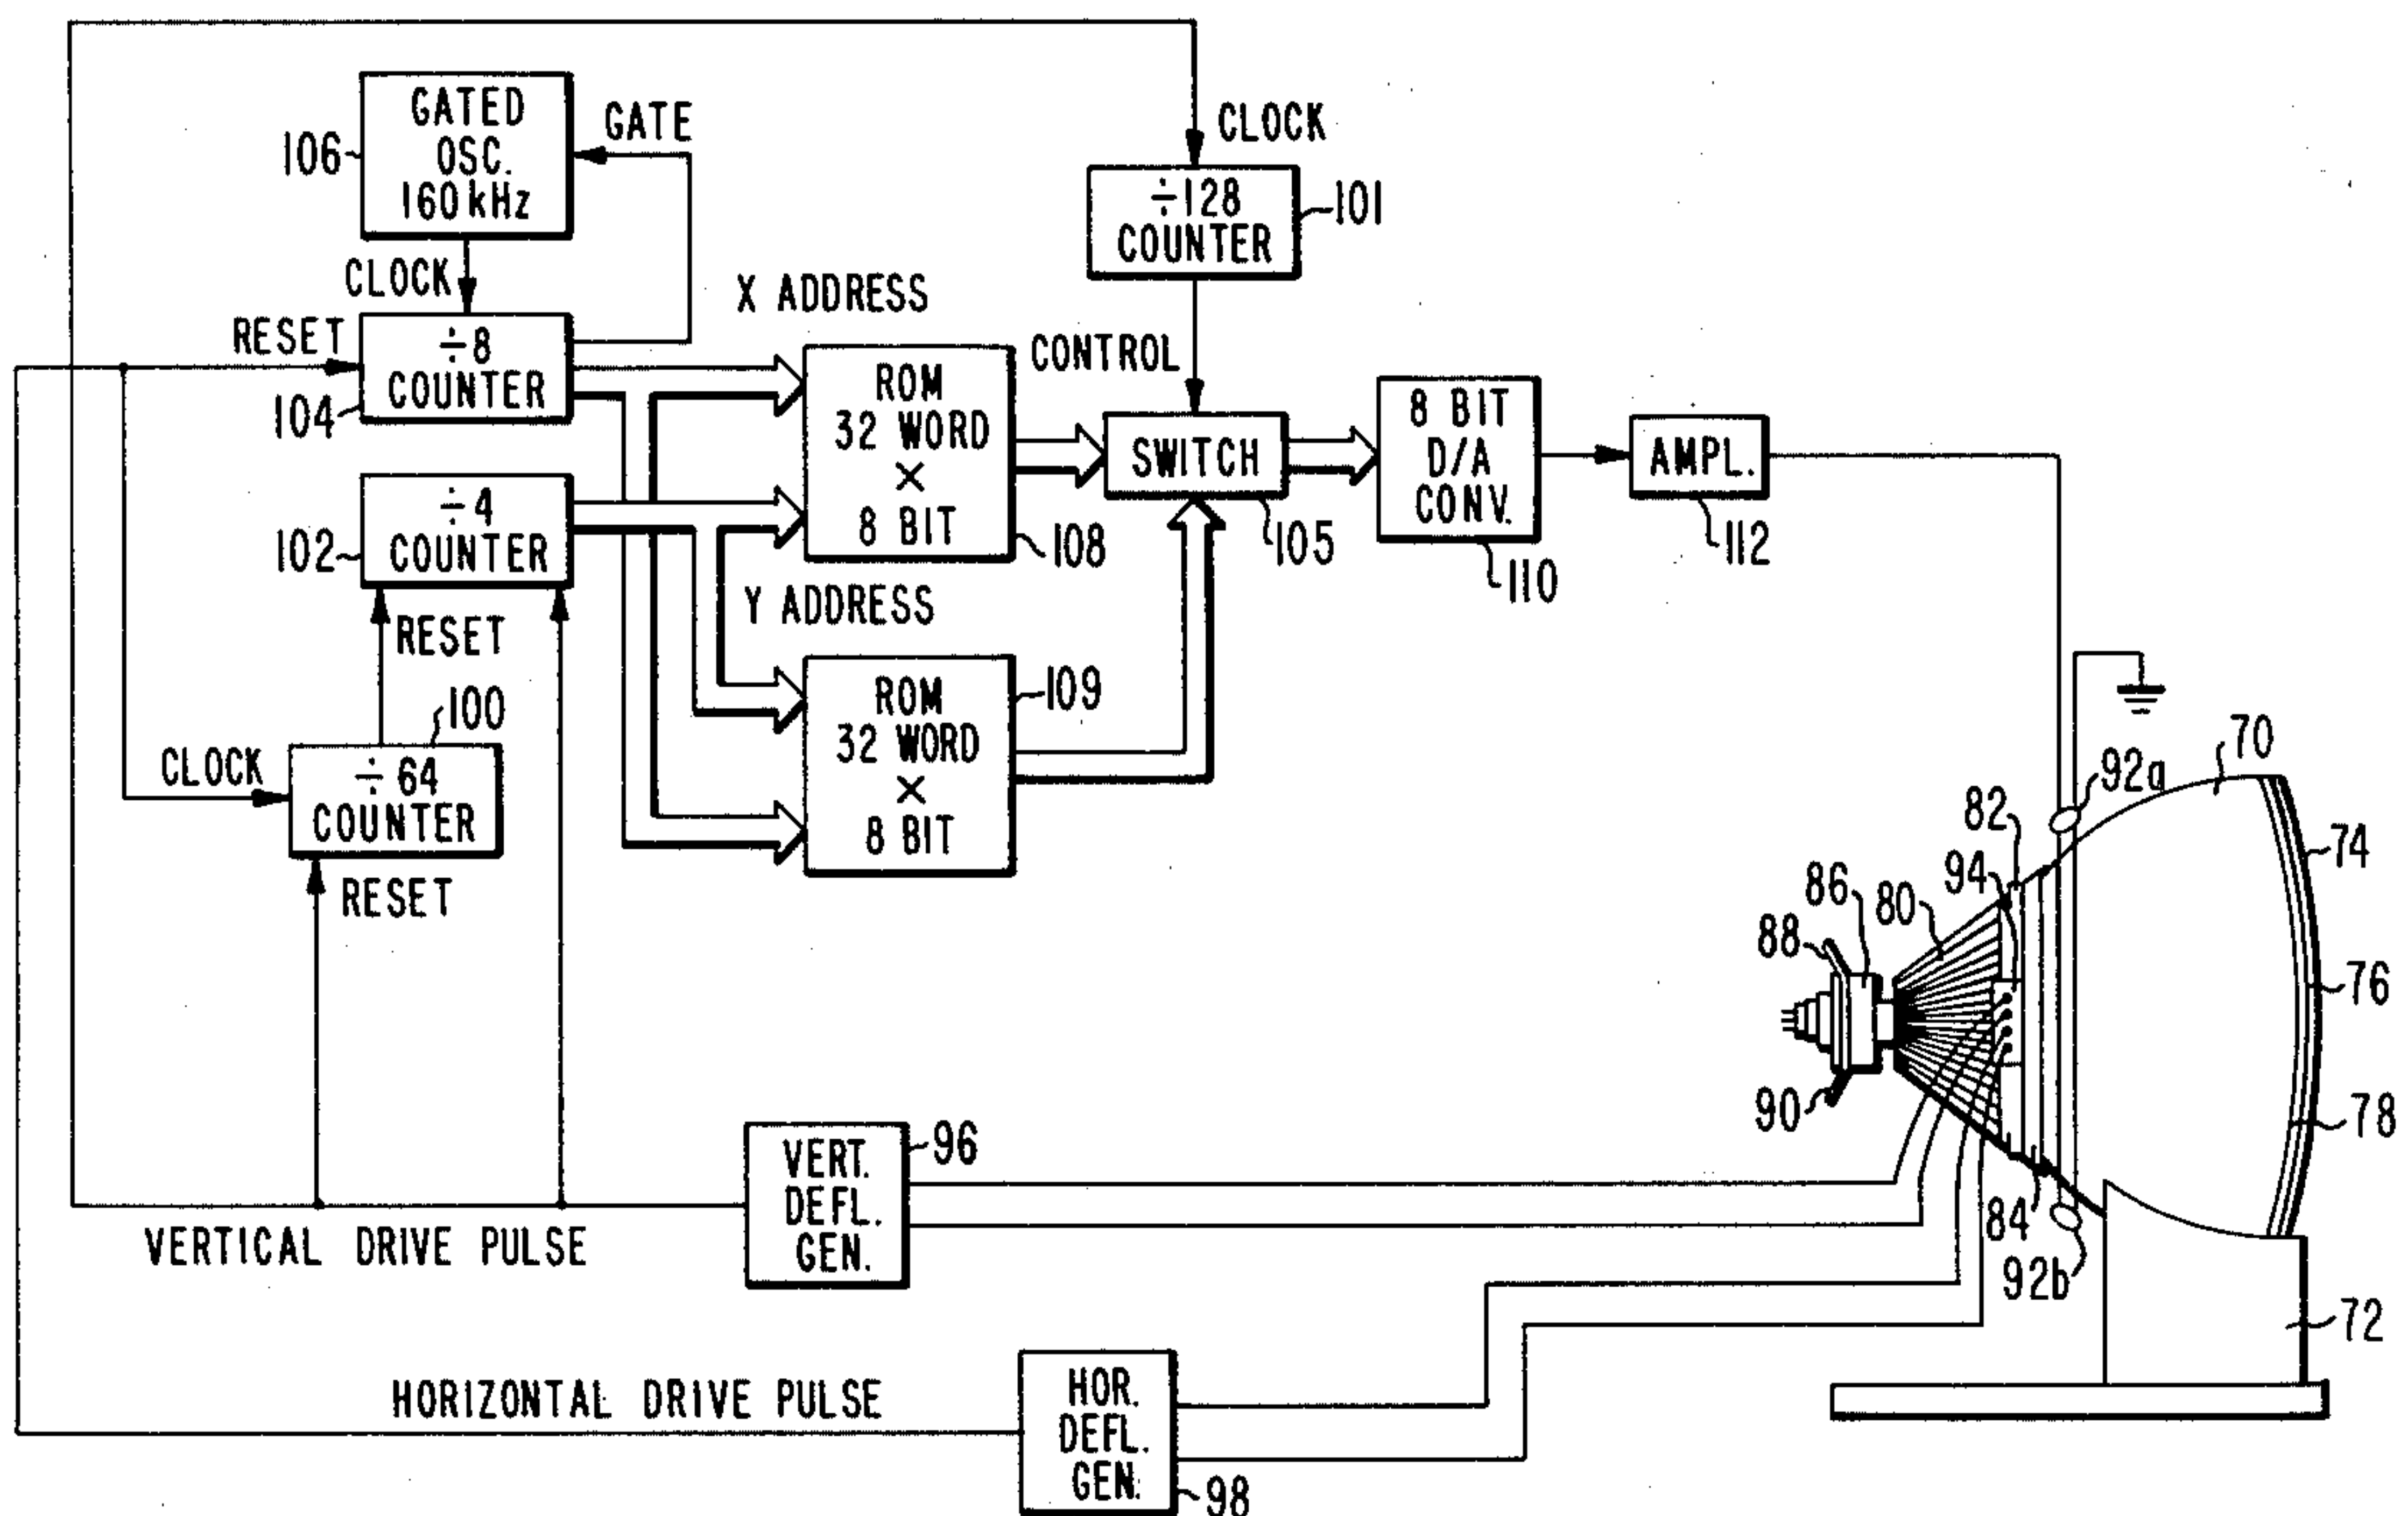 GATED
OSC.
160 kHz
106
GATE
CLOCK
÷128
COUNTER
101
CLOCK
X ADDRESS
RESET
÷8
COUNTER
104
CONTROL
ROM
32 WORD
×
8 BIT
108
SWITCH
105
8 BIT
D/A
CONV.
110
AMPL.
112
÷4
COUNTER
102
RESET
Y ADDRESS
ROM
32 WORD
×
8 BIT
109
100
CLOCK
÷ 64
COUNTER
RESET
70
92a
82
74
94
86
80
88
76
90
78
84
92b
72
VERT.
DEFL.
GEN.
96
VERTICAL DRIVE PULSE
HORIZONTAL DRIVE PULSE
HOR.
DEFL.
GEN.
98